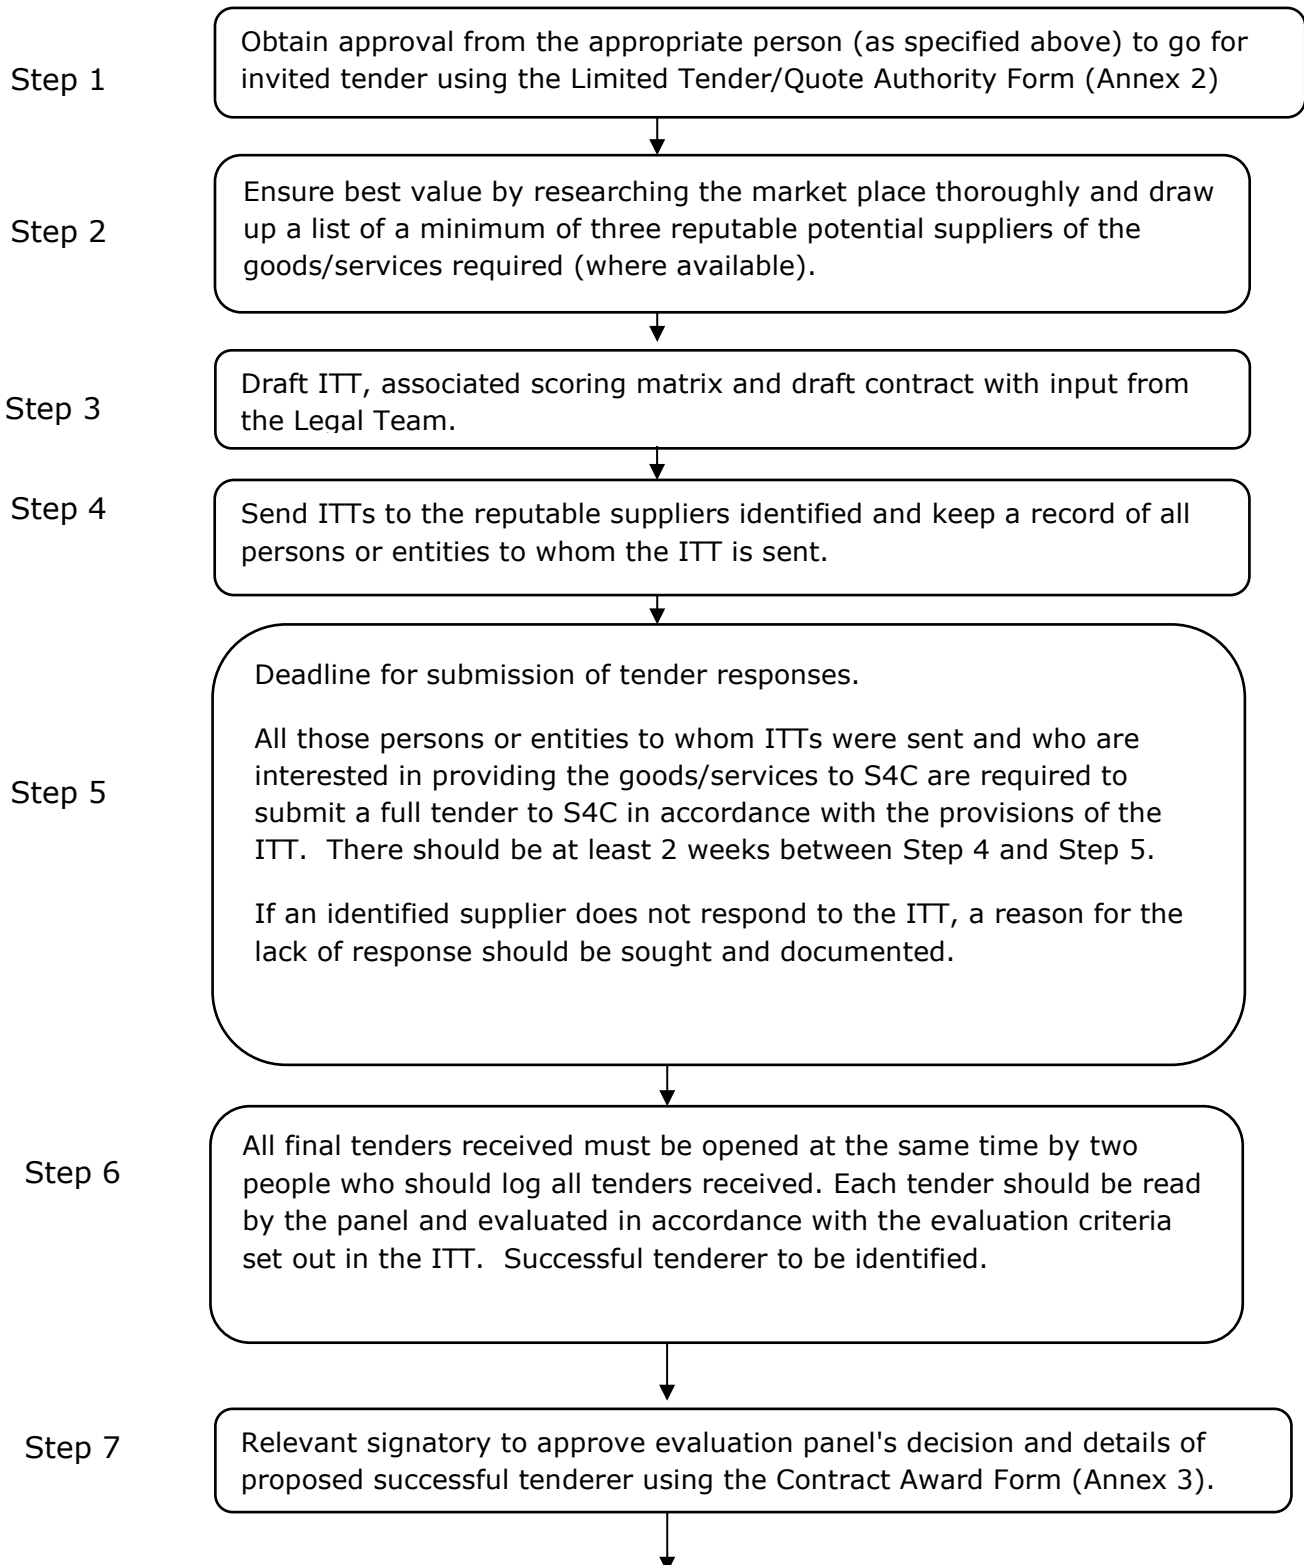 Step 1
Obtain approval from the appropriate person (as specified above) to go for
invited tender using the Limited Tender/Quote Authority Form (Annex 2)
Step 2
Ensure best value by researching the market place thoroughly and draw
up a list of a minimum of three reputable potential suppliers of the
goods/services required (where available).
Step 3
Draft ITT, associated scoring matrix and draft contract with input from
the Legal Team.
Step 4
Send ITTs to the reputable suppliers identified and keep a record of all
persons or entities to whom the ITT is sent.
Step 5
Deadline for submission of tender responses.
All those persons or entities to whom ITTs were sent and who are
interested in providing the goods/services to S4C are required to
submit a full tender to S4C in accordance with the provisions of the
ITT.  There should be at least 2 weeks between Step 4 and Step 5.
If an identified supplier does not respond to the ITT, a reason for the
lack of response should be sought and documented.
Step 6
All final tenders received must be opened at the same time by two
people who should log all tenders received. Each tender should be read
by the panel and evaluated in accordance with the evaluation criteria
set out in the ITT.  Successful tenderer to be identified.
Step 7
Relevant signatory to approve evaluation panel's decision and details of
proposed successful tenderer using the Contract Award Form (Annex 3).